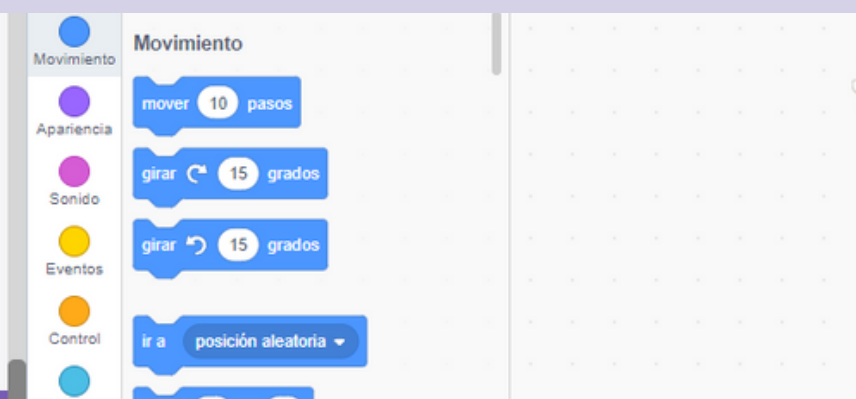 Movimiento
Apariencia
Sonido
Eventos
Control
Movimiento
mover 10 pasos
girar 15 grados
girar 15 grados
ir a posición aleatoria